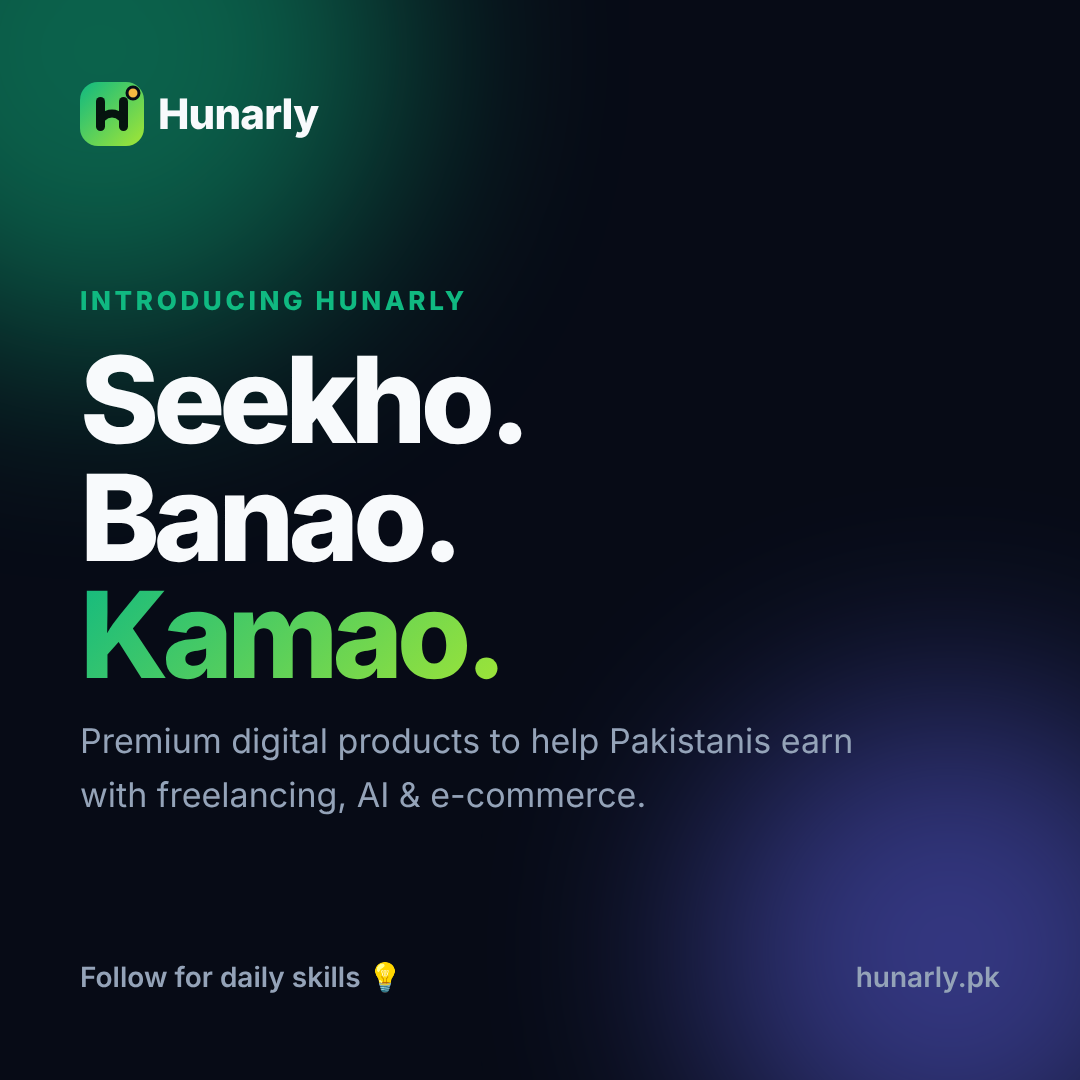 Hunarly
INTRODUCING HUNARLY
Seekho.
Banao.
Kamao.
Premium digital products to help Pakistanis earn
with freelancing, AI & e-commerce.
Follow for daily skills 💡
hunarly.pk